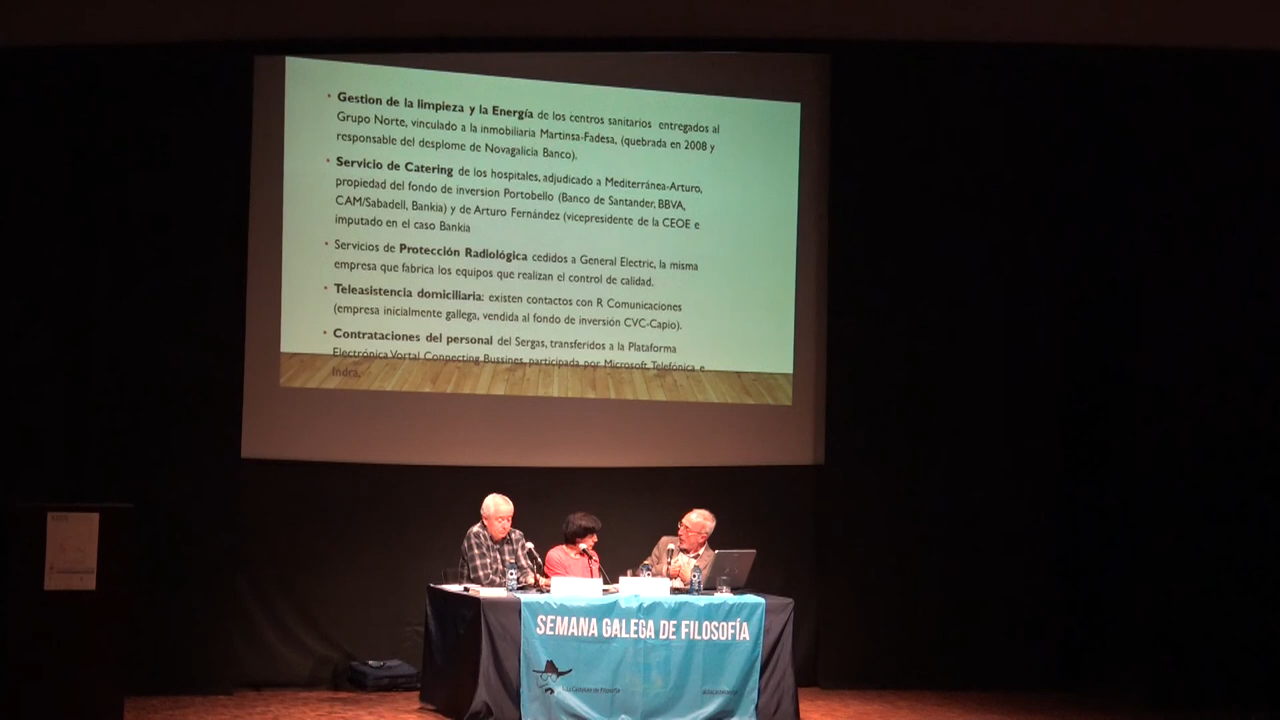 • Gestion de la limpieza y la Energía de los centros sanitarios entregados al
Grupo Norte, vinculado a la inmobiliaria Martinsa-Fadesa, (quebrada en 2008 y
responsable del desplome de Novagalicia Banco).
• Servicio de Catering de los hospitales, adjudicado a Mediterránea-Arturo,
propiedad del fondo de inversion Portobello (Banco de Santander, BBVA,
CAM/Sabadell, Bankia) y de Arturo Fernández (vicepresidente de la CEOE e
imputado en el caso Bankia
• Servicios de Protección Radiológica cedidos a General Electric, la misma
empresa que fabrica los equipos que realizan el control de calidad.
• Teleasistencia domiciliaria: existen contactos con R Comunicaciones
(empresa inicialmente gallega, vendida al fondo de inversión CVC-Capio).
• Contrataciones del personal del Sergas, transferidos a la Plataforma
Electrónica Vortal Connecting Bussines, participada por Microsoft, Telefónica e
Indra.
SEMANA GALEGA DE FILOSOFÍA
Aula Castelao de Filosofía